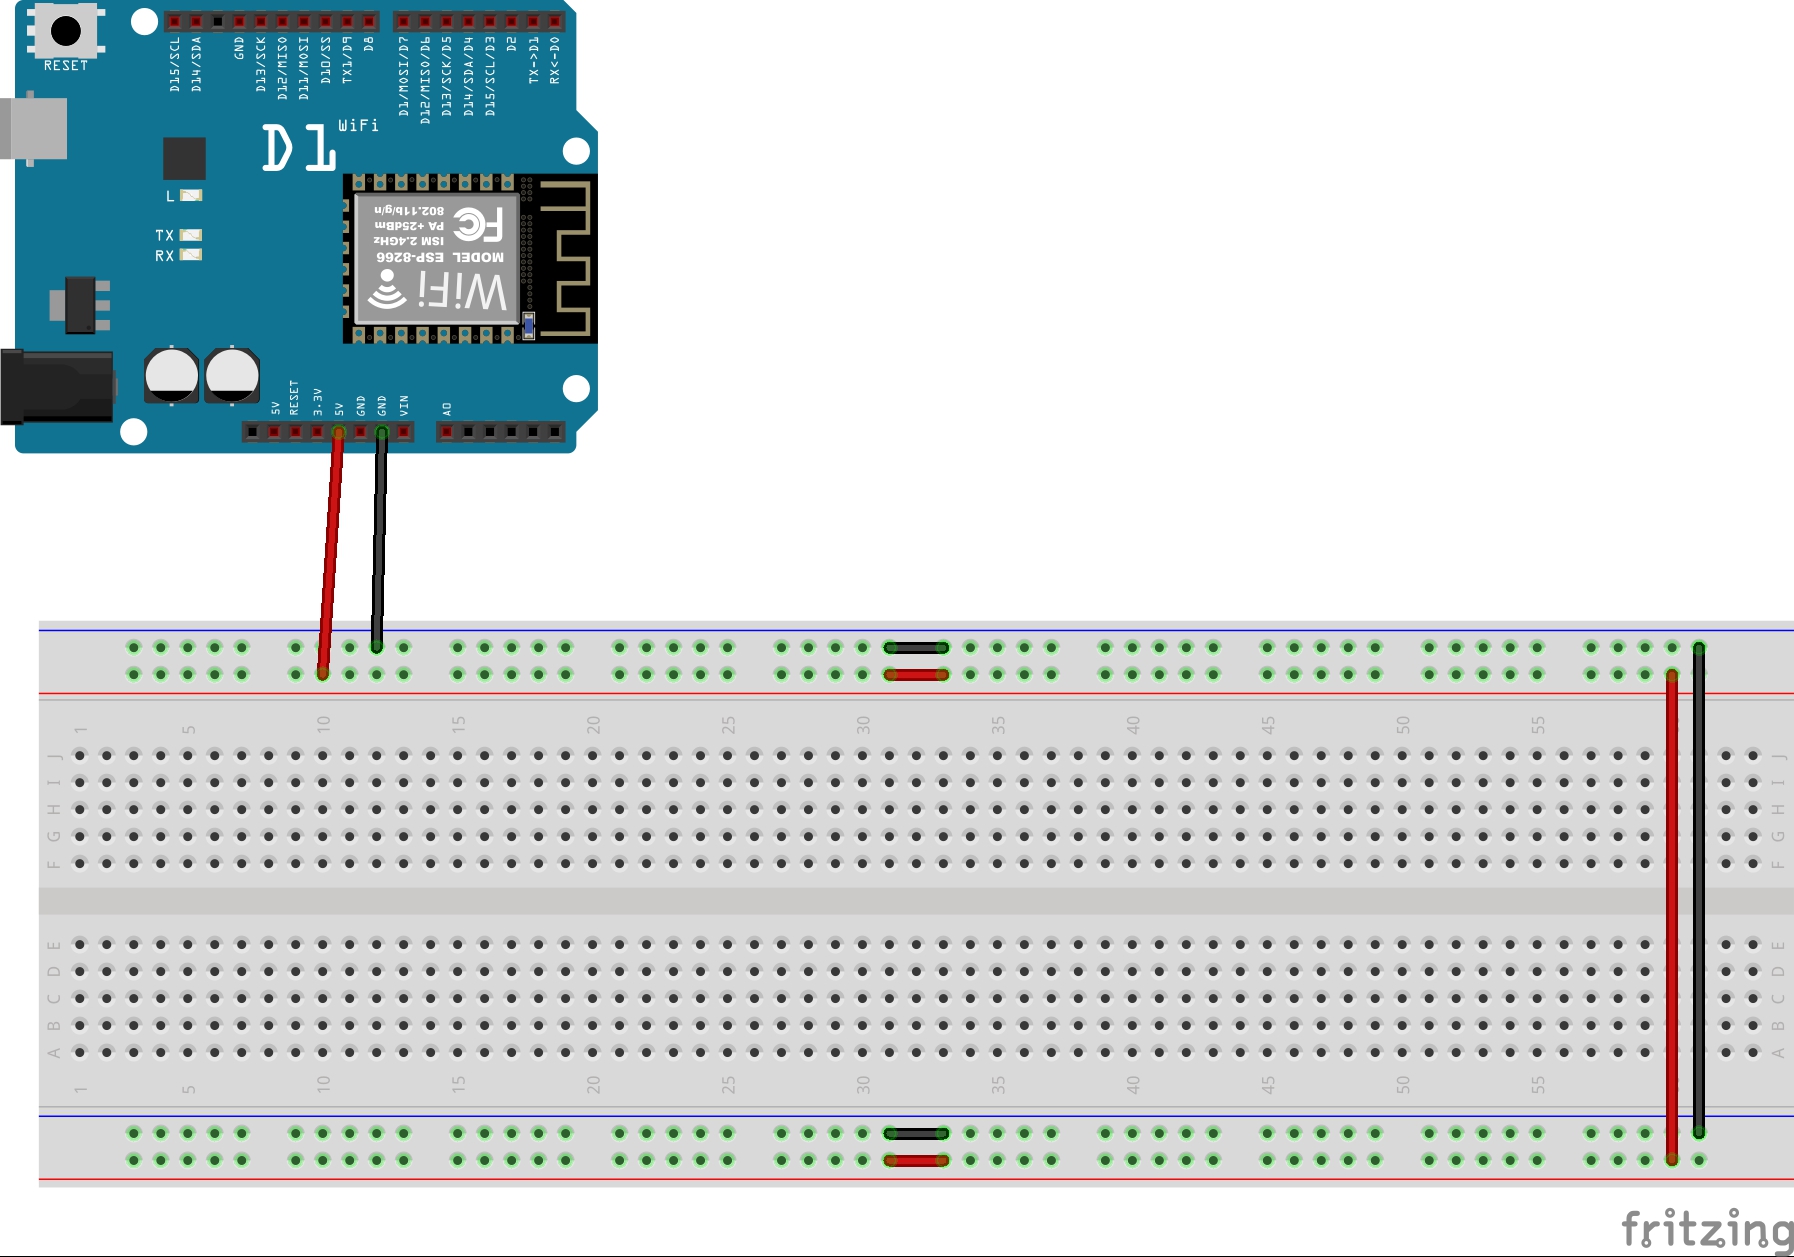 RESET
D15/SCL
D14/SDA
GND
D13/SCK
D12/MISO
D11/MOSI
D10/SS
TX1/D9
D8
D1/MOSI/D7
D12/MISO/D6
D13/SCK/D5
D14/SDA/D4
D15/SCL/D3
D2
TX->D1
RX<-D0
D1 WiFi
L
TX
RX
WiFi
MODEL ESP-8266
ISM 2.4GHz
PA +25dBm
802.11b/g/n
FC
5V
RESET
3.3V
5V
GND
GND
VIN
A0
1 5 10 15 20 25 30 35 40 45 50 55
J J
I I
H H
G G
F F
E E
D D
C C
B B
A A
1 5 10 15 20 25 30 35 40 45 50 55
fritzing